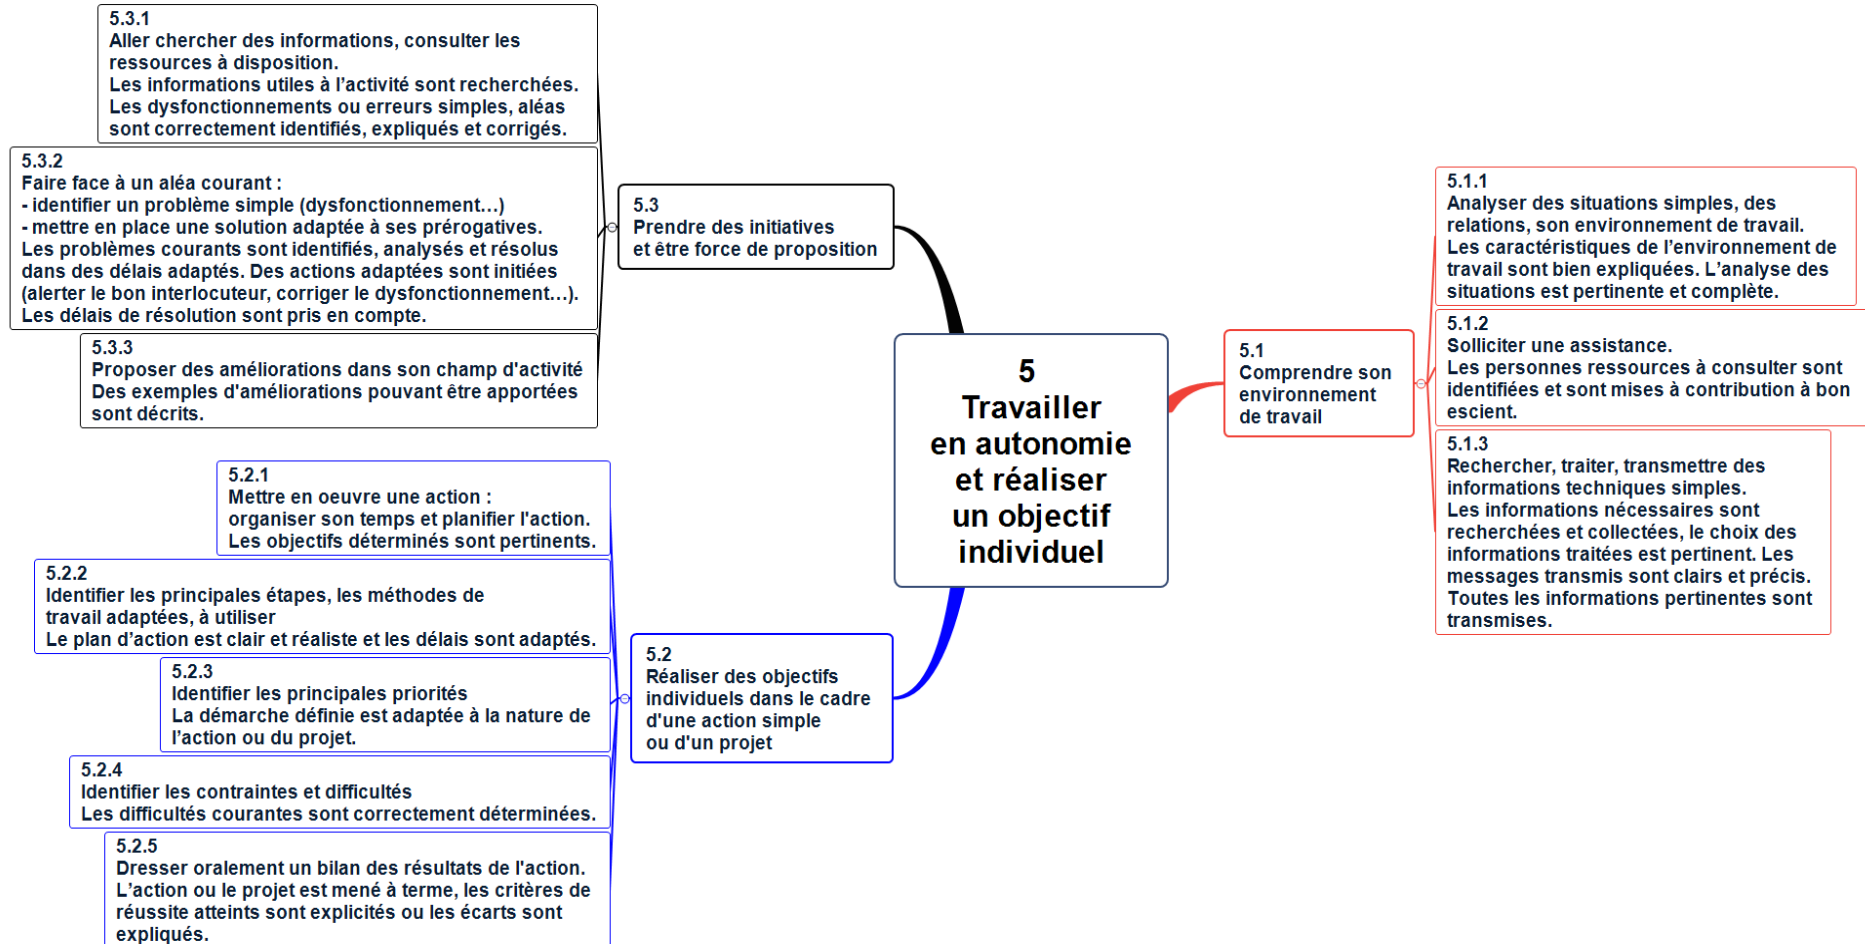 5
Travailler
en autonomie
et réaliser
un objectif
individuel
5.1
Comprendre son
environnement
de travail
5.1.1
Analyser des situations simples, des
relations, son environnement de travail.
Les caractéristiques de l’environnement de
travail sont bien expliquées. L’analyse des
situations est pertinente et complète.
5.1.2
Solliciter une assistance.
Les personnes ressources à consulter sont
identifiées et sont mises à contribution à bon
escient.
5.1.3
Rechercher, traiter, transmettre des
informations techniques simples.
Les informations nécessaires sont
recherchées et collectées, le choix des
informations traitées est pertinent. Les
messages transmis sont clairs et précis.
Toutes les informations pertinentes sont
transmises.
5.2
Réaliser des objectifs
individuels dans le cadre
d'une action simple
ou d'un projet
5.2.1
Mettre en oeuvre une action :
organiser son temps et planifier l'action.
Les objectifs déterminés sont pertinents.
5.2.2
Identifier les principales étapes, les méthodes de
travail adaptées, à utiliser
Le plan d’action est clair et réaliste et les délais sont adaptés.
5.2.3
Identifier les principales priorités
La démarche définie est adaptée à la nature de
l’action ou du projet.
5.2.4
Identifier les contraintes et difficultés
Les difficultés courantes sont correctement déterminées.
5.2.5
Dresser oralement un bilan des résultats de l'action.
L’action ou le projet est mené à terme, les critères de
réussite atteints sont explicités ou les écarts sont
expliqués.
5.3
Prendre des initiatives
et être force de proposition
5.3.1
Aller chercher des informations, consulter les
ressources à disposition.
Les informations utiles à l’activité sont recherchées.
Les dysfonctionnements ou erreurs simples, aléas
sont correctement identifiés, expliqués et corrigés.
5.3.2
Faire face à un aléa courant :
- identifier un problème simple (dysfonctionnement…)
- mettre en place une solution adaptée à ses prérogatives.
Les problèmes courants sont identifiés, analysés et résolus
dans des délais adaptés. Des actions adaptées sont initiées
(alerter le bon interlocuteur, corriger le dysfonctionnement…).
Les délais de résolution sont pris en compte.
5.3.3
Proposer des améliorations dans son champ d'activité
Des exemples d'améliorations pouvant être apportées
sont décrits.